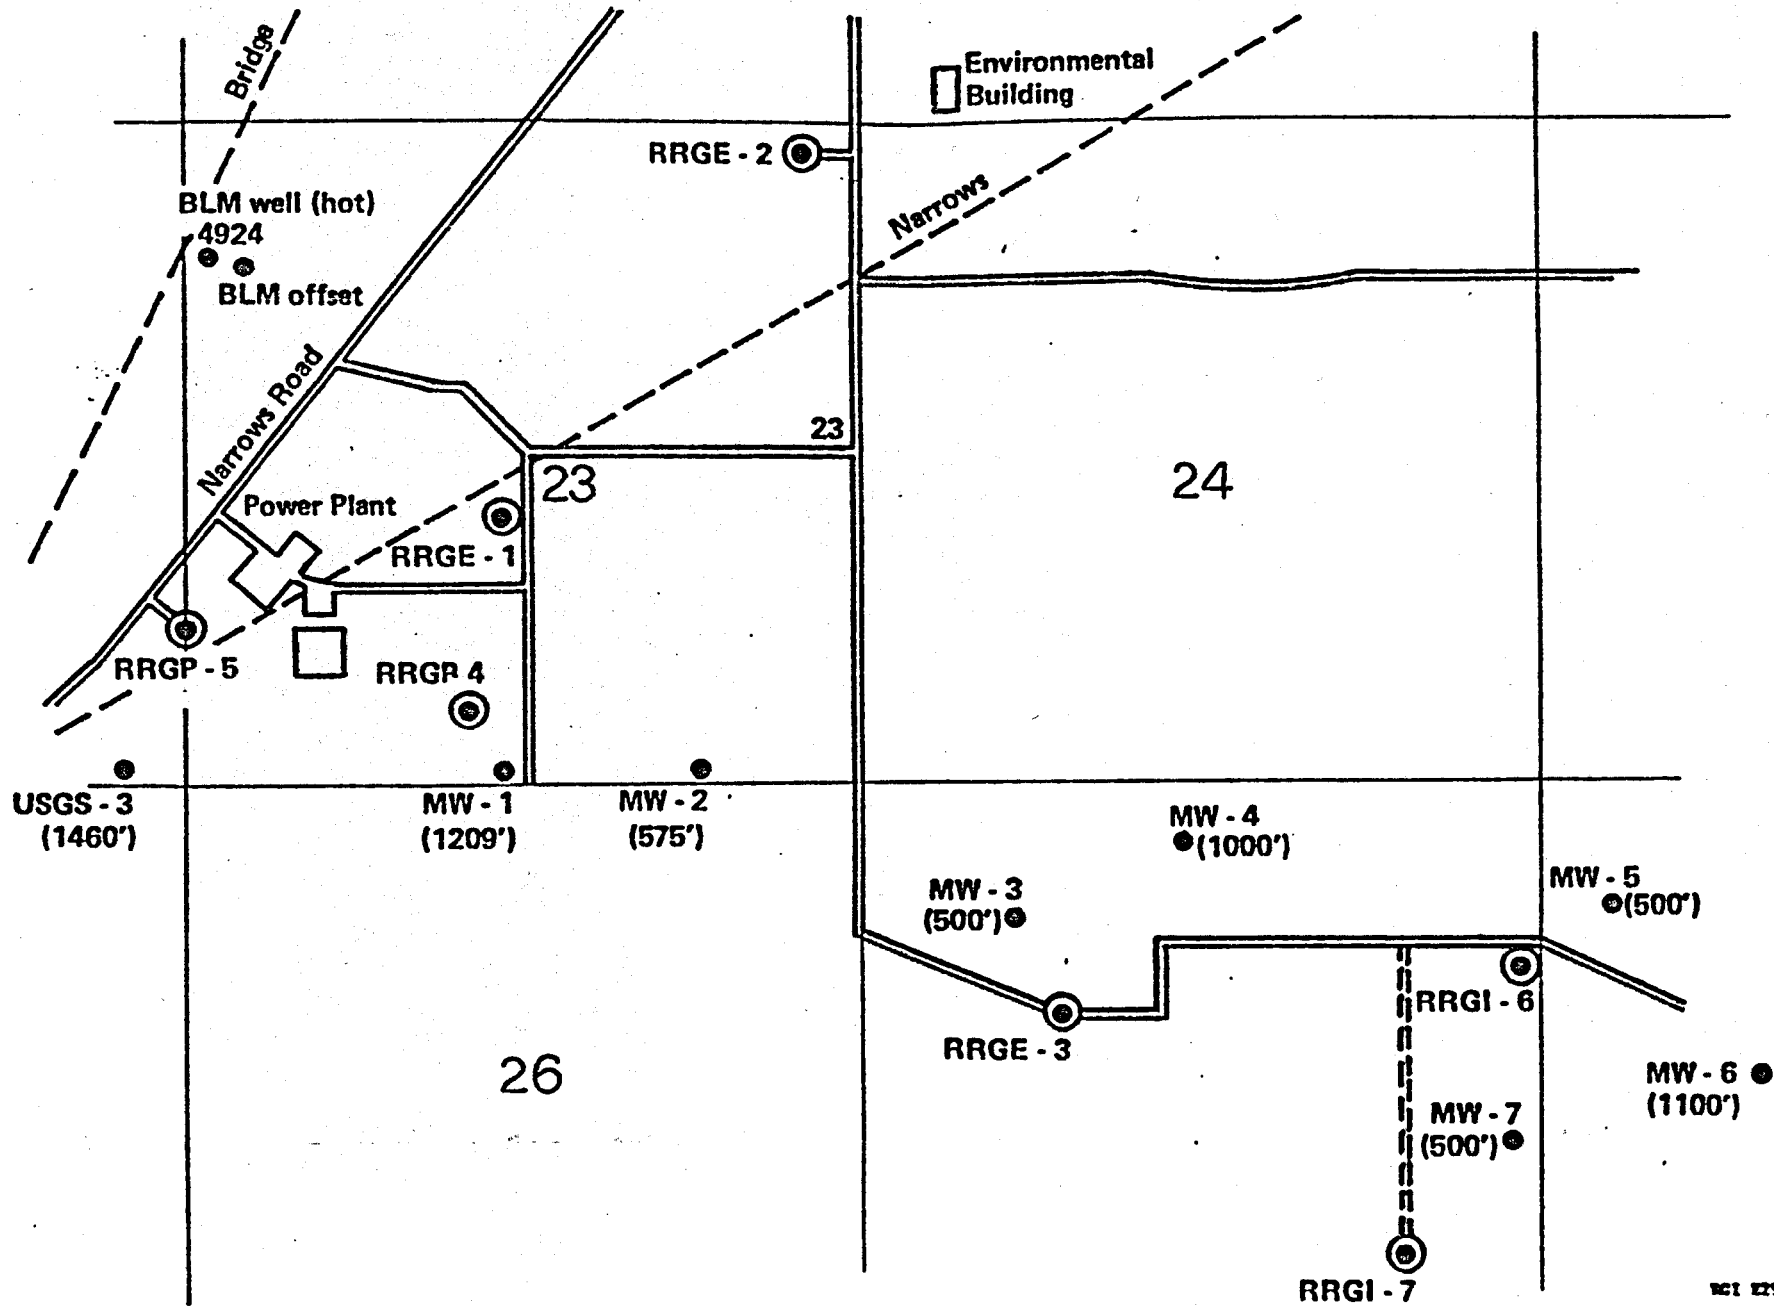 Bridge
Environmental
Building
RRGE - 2
Narrows
BLM well (hot)
4924
BLM offset
Narrows Road
23
23
24
Power Plant
RRGE - 1
RRGP - 5
RRGP 4
USGS - 3
(1460')
MW - 1
(1209')
MW - 2
(575')
MW - 4
(1000')
MW - 3
(500')
MW - 5
(500')
RRGI - 6
RRGE - 3
26
MW - 6
(1100')
MW - 7
(500')
RRGI - 7